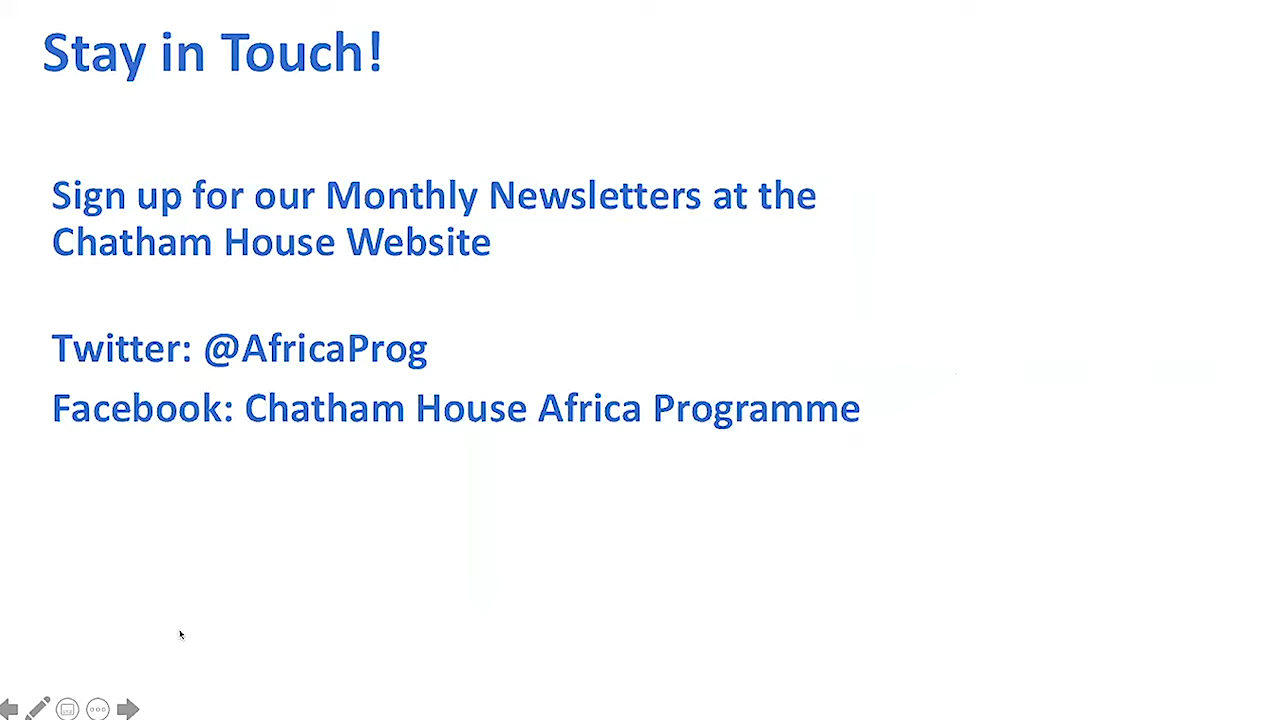 Stay in Touch!
Sign up for our Monthly Newsletters at the
Chatham House Website
Twitter: @AfricaProg
Facebook: Chatham House Africa Programme